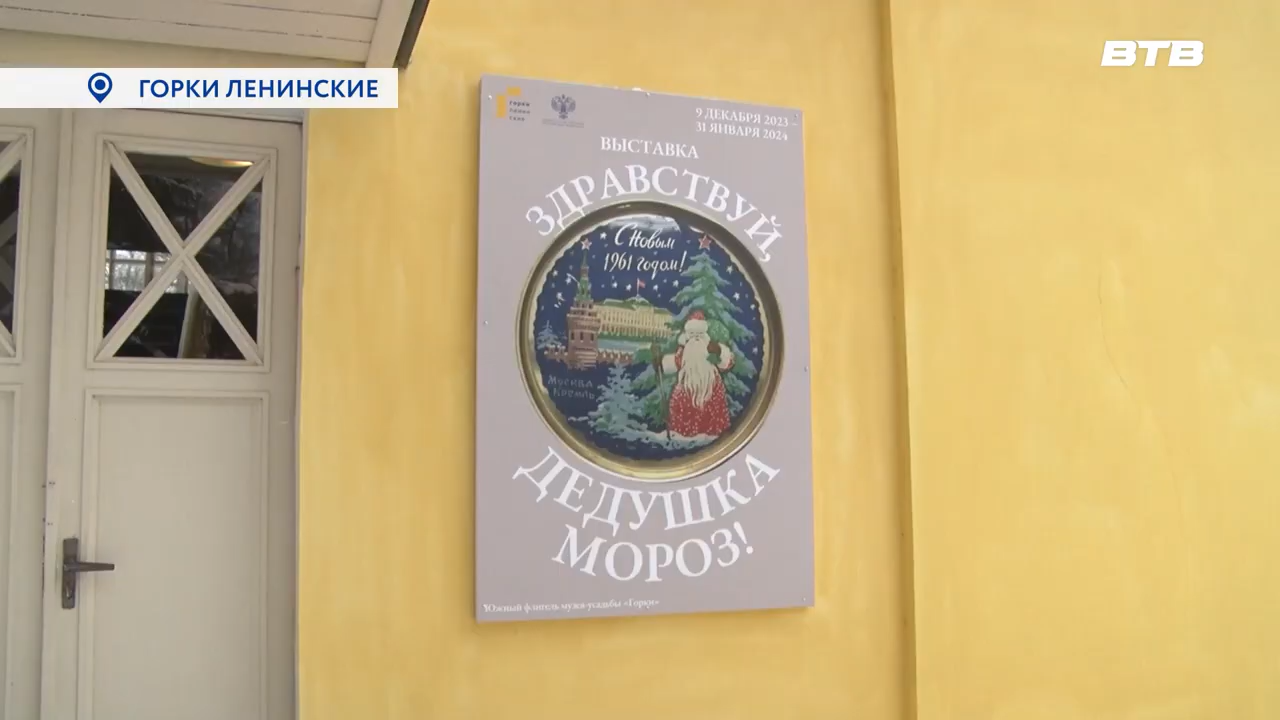 ВТВ
ГОРКИ ЛЕНИНСКИЕ
9 ДЕКАБРЯ 2023 –
31 ЯНВАРЯ 2024
ВЫСТАВКА
ЗДРАВСТВУЙ,
С Новым
1961 годом!
МОСКВА
КРЕМЛЬ
ДЕДУШКА
МОРОЗ!
Южный флигель музея-усадьбы «Горки»